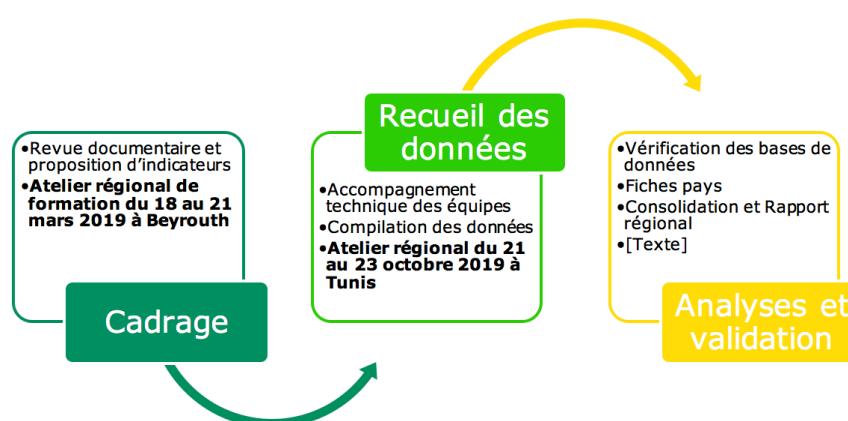 •Revue documentaire et
proposition d'indicateurs
•Atelier régional de
formation du 18 au 21
mars 2019 à Beyrouth
Cadrage
Recueil des
données
•Accompagnement
technique des équipes
•Compilation des données
•Atelier régional du 21
au 23 octobre 2019 à
Tunis
•Vérification des bases de
données
•Fiches pays
•Consolidation et Rapport
régional
•[Texte]
Analyses et
validation